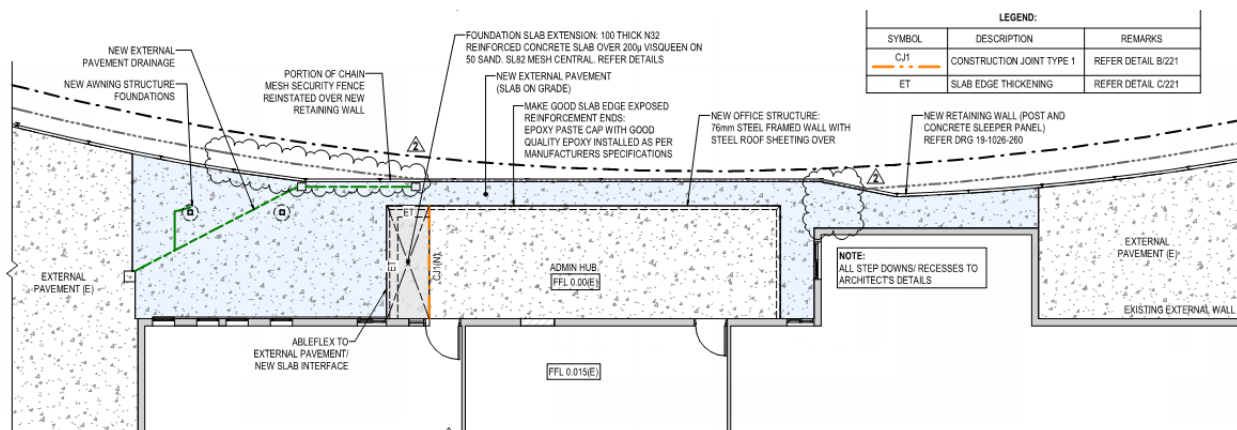 LEGEND:
SYMBOL DESCRIPTION REMARKS
CJ1 CONSTRUCTION JOINT TYPE 1 REFER DETAIL B/221
ET SLAB EDGE THICKENING REFER DETAIL C/221
NEW EXTERNAL
PAVEMENT DRAINAGE
NEW AWNING STRUCTURE
FOUNDATIONS
PORTION OF CHAIN
MESH SECURITY FENCE
REINSTATED OVER NEW
RETAINING WALL
FOUNDATION SLAB EXTENSION: 100 THICK N32
REINFORCED CONCRETE SLAB OVER 200µ VISQUEEN ON
50 SAND. SL82 MESH CENTRAL. REFER DETAILS
NEW EXTERNAL PAVEMENT
(SLAB ON GRADE)
MAKE GOOD SLAB EDGE EXPOSED
REINFORCEMENT ENDS:
EPOXY PASTE CAP WITH GOOD
QUALITY EPOXY INSTALLED AS PER
MANUFACTURERS SPECIFICATIONS
NEW OFFICE STRUCTURE:
76mm STEEL FRAMED WALL WITH
STEEL ROOF SHEETING OVER
NEW RETAINING WALL (POST AND
CONCRETE SLEEPER PANEL)
REFER DRG 19-1026-260
2
2
ET
ET
CJ1(N)
EXTERNAL
PAVEMENT (E)
ADMIN HUB
FFL 0.00(E)
NOTE:
ALL STEP DOWNS/ RECESSES TO
ARCHITECT'S DETAILS
EXTERNAL
PAVEMENT (E)
EXISTING EXTERNAL WALL
ABLEFLEX TO
EXTERNAL PAVEMENT/
NEW SLAB INTERFACE
FFL 0.015(E)